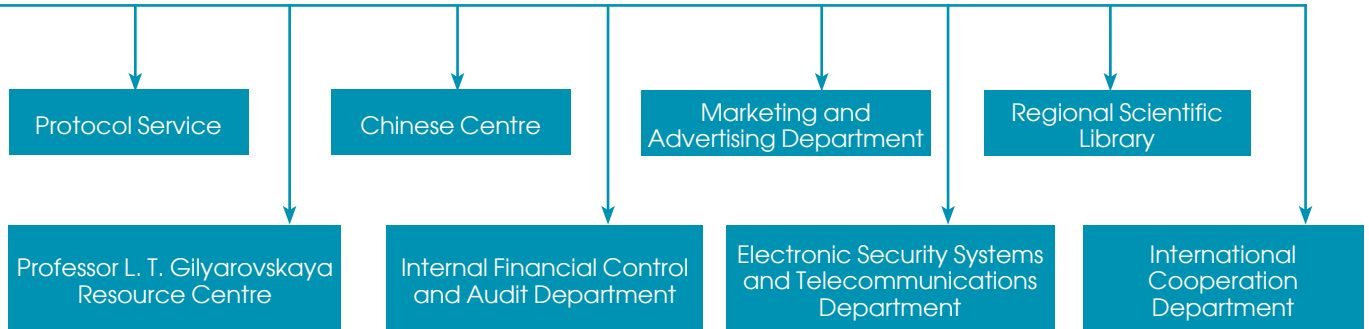 Protocol Service
Chinese Centre
Marketing and
Advertising Department
Regional Scientific
Library
Professor L. T. Gilyarovskaya
Resource Centre
Internal Financial Control
and Audit Department
Electronic Security Systems
and Telecommunications
Department
International
Cooperation
Department